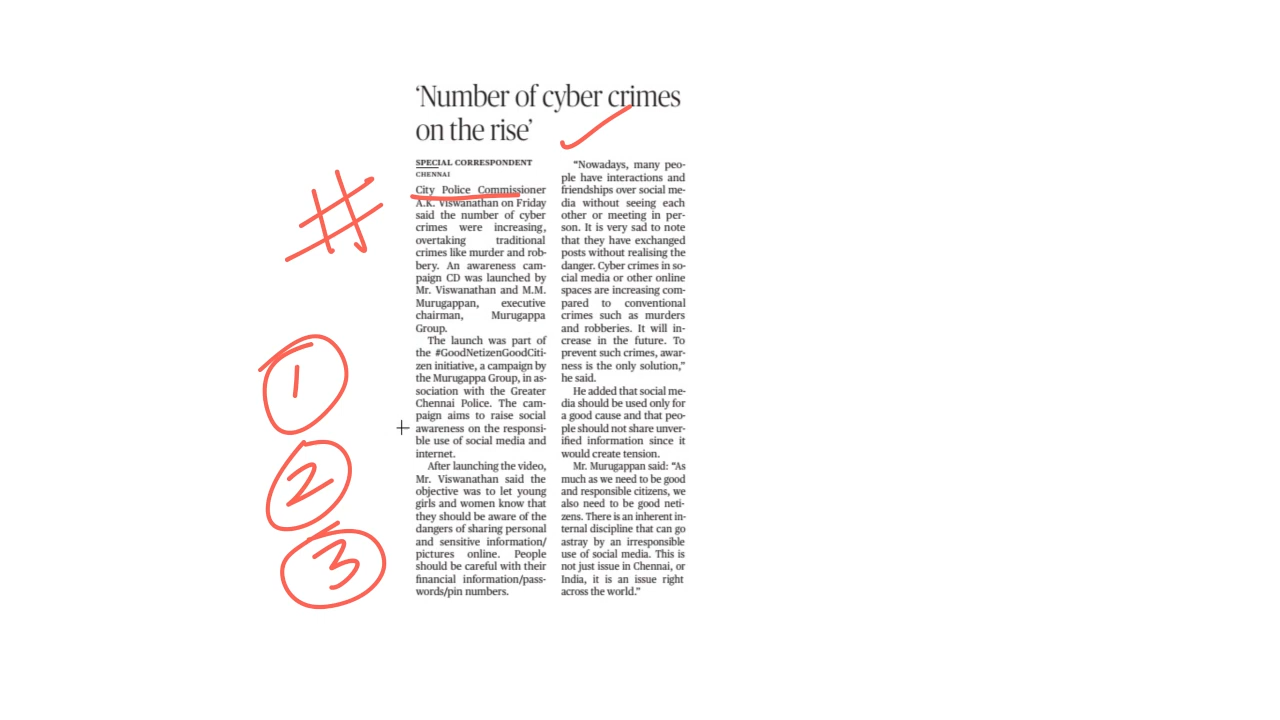 ‘Number of cyber crimes
on the rise’
SPECIAL CORRESPONDENT
CHENNAI
City Police Commissioner
A.K. Viswanathan on Friday
said the number of cyber
crimes were increasing,
overtaking traditional
crimes like murder and rob-
bery. An awareness cam-
paign CD was launched by
Mr. Viswanathan and M.M.
Murugappan, executive
chairman, Murugappa
Group.
The launch was part of
the #GoodNetizenGoodCiti-
zen initiative, a campaign by
the Murugappa Group, in as-
sociation with the Greater
Chennai Police. The cam-
paign aims to raise social
awareness on the responsi-
ble use of social media and
internet.
After launching the video,
Mr. Viswanathan said the
objective was to let young
girls and women know that
they should be aware of the
dangers of sharing personal
and sensitive information/
pictures online. People
should be careful with their
financial information/pass-
words/pin numbers.
“Nowadays, many peo-
ple have interactions and
friendships over social me-
dia without seeing each
other or meeting in per-
son. It is very sad to note
that they have exchanged
posts without realising the
danger. Cyber crimes in so-
cial media or other online
spaces are increasing com-
pared to conventional
crimes such as murders
and robberies. It will in-
crease in the future. To
prevent such crimes, awar-
ness is the only solution,”
he said.
He added that social me-
dia should be used only for
a good cause and that peo-
ple should not share unver-
ified information since it
would create tension.
Mr. Murugappan said: “As
much as we need to be good
and responsible citizens, we
also need to be good neti-
zens. There is an inherent in-
ternal discipline that can go
astray by an irresponsible
use of social media. This is
not just issue in Chennai, or
India, it is an issue right
across the world.”
#
1
2
3